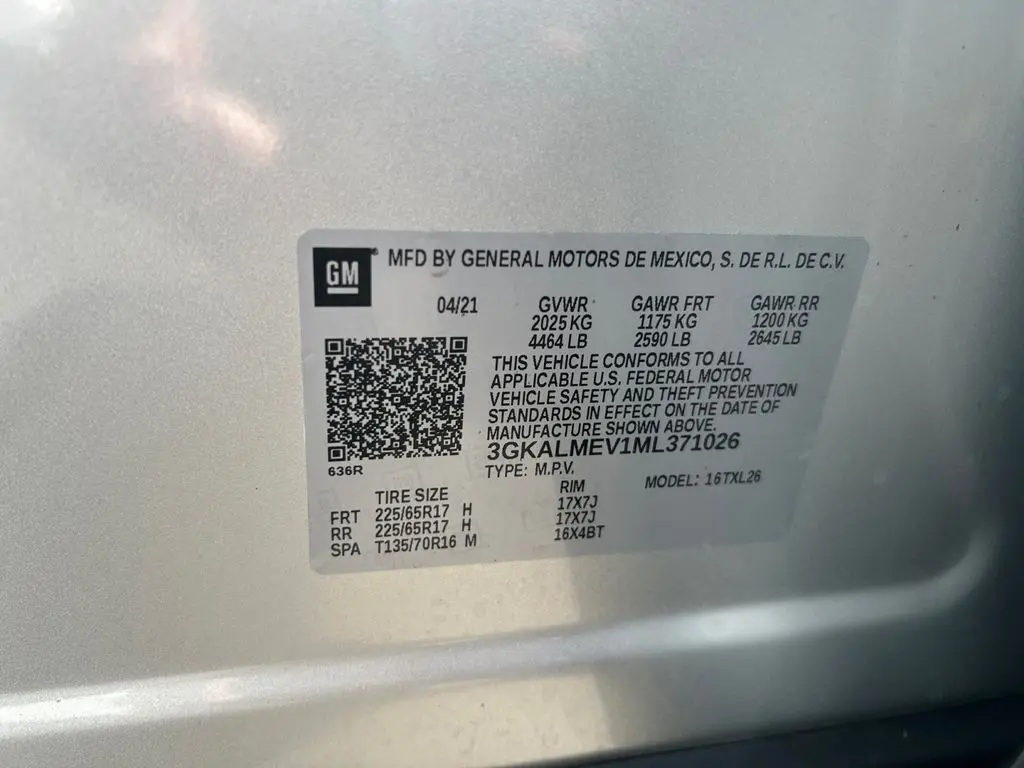 GM
MFD BY GENERAL MOTORS DE MEXICO, S. DE R.L. DE C.V.
04/21 GVWR GAWR FRT GAWR RR
2025 KG 1175 KG 1200 KG
4464 LB 2590 LB 2645 LB
THIS VEHICLE CONFORMS TO ALL
APPLICABLE U.S. FEDERAL MOTOR
VEHICLE SAFETY AND THEFT PREVENTION
STANDARDS IN EFFECT ON THE DATE OF
MANUFACTURE SHOWN ABOVE.
3GKALMEV1ML371026
636R TYPE: M.P.V. MODEL: 16TXL26
TIRE SIZE RIM
FRT 225/65R17 H 17X7J
RR 225/65R17 H 17X7J
SPA T135/70R16 M 16X4BT